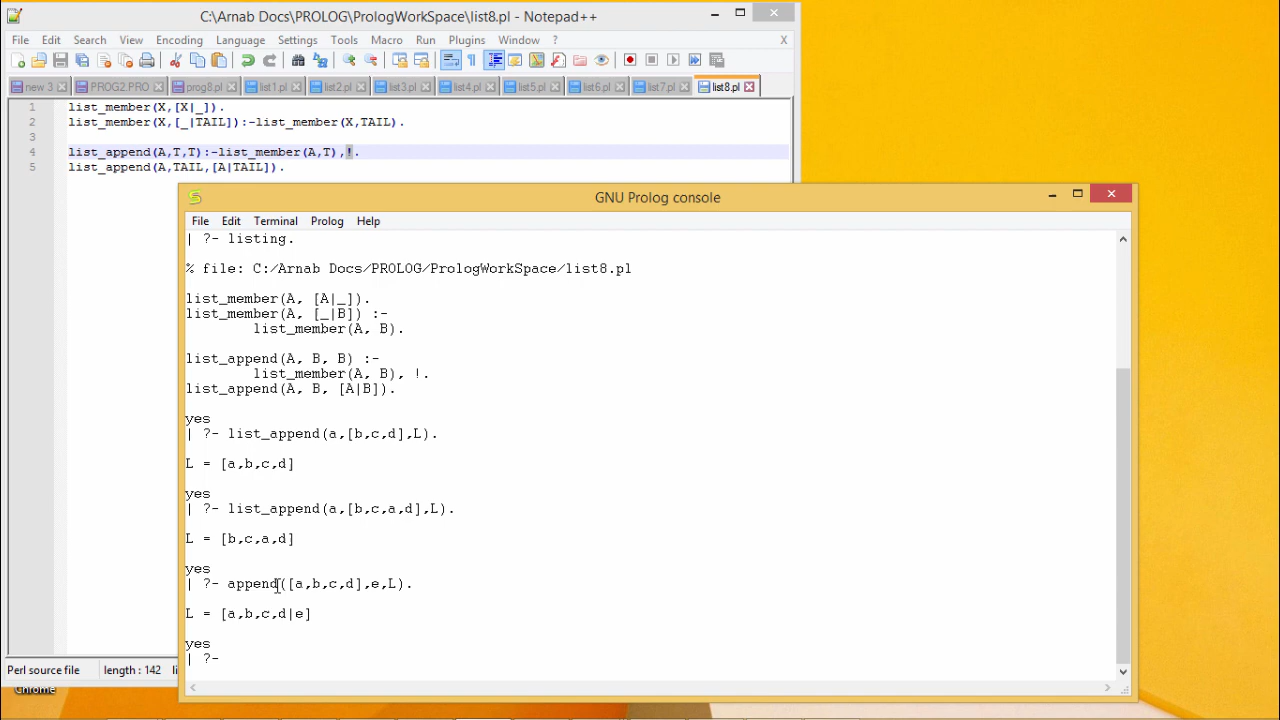 C:\Arnab Docs\PROLOG\PrologWorkSpace\list8.pl - Notepad++
File Edit Search View Encoding Language Settings Tools Macro Run Plugins Window ? X
new 3 PROG2.PRO prog8.pl list1.pl list2.pl list3.pl list4.pl list5.pl list6.pl list7.pl list8.pl
1 list_member(X,[X|_]).
2 list_member(X,[_|TAIL]):-list_member(X,TAIL).
3
4 list_append(A,T,T):-list_member(A,T),!.
5 list_append(A,TAIL,[A|TAIL]).
GNU Prolog console
File Edit Terminal Prolog Help
| ?- listing.
% file: C:/Arnab Docs/PROLOG/PrologWorkSpace/list8.pl
list_member(A, [A|_]).
list_member(A, [_|B]) :-
list_member(A, B).
list_append(A, B, B) :-
list_member(A, B), !.
list_append(A, B, [A|B]).
yes
| ?- list_append(a,[b,c,d],L).
L = [a,b,c,d]
yes
| ?- list_append(a,[b,c,a,d],L).
L = [b,c,a,d]
yes
| ?- append([a,b,c,d],e,L).
L = [a,b,c,d|e]
yes
| ?-
Perl source file length : 142 li
Chrome